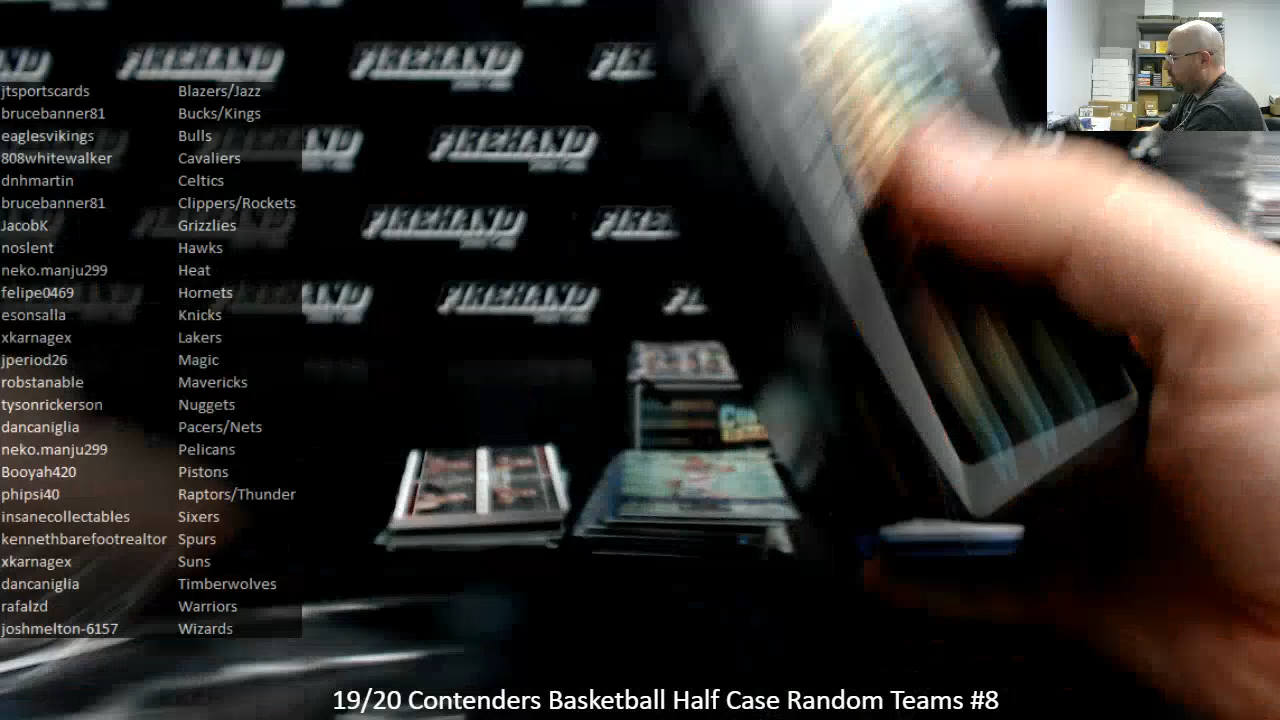 FIREHAND FIREHAND
jtsportscards Blazers/Jazz
brucebanner81 Bucks/Kings
eaglesvikings Bulls
808whitewalker Cavaliers
dnhmartin Celtics
brucebanner81 Clippers/Rockets
JacobK Grizzlies
noslent Hawks
neko.manju299 Heat
felipe0469 Hornets
esonsalla Knicks
xkarnagex Lakers
jperiod26 Magic
robstanable Mavericks
tysonrickerson Nuggets
dancaniglia Pacers/Nets
neko.manju299 Pelicans
Booyah420 Pistons
phipsi40 Raptors/Thunder
insanecollectables Sixers
kennethbarefootrealtor Spurs
xkarnagex Suns
dancaniglia Timberwolves
rafalzd Warriors
joshmelton-6157 Wizards
FIREHAND
FIREHAND
FIREHAND
19/20 Contenders Basketball Half Case Random Teams #8